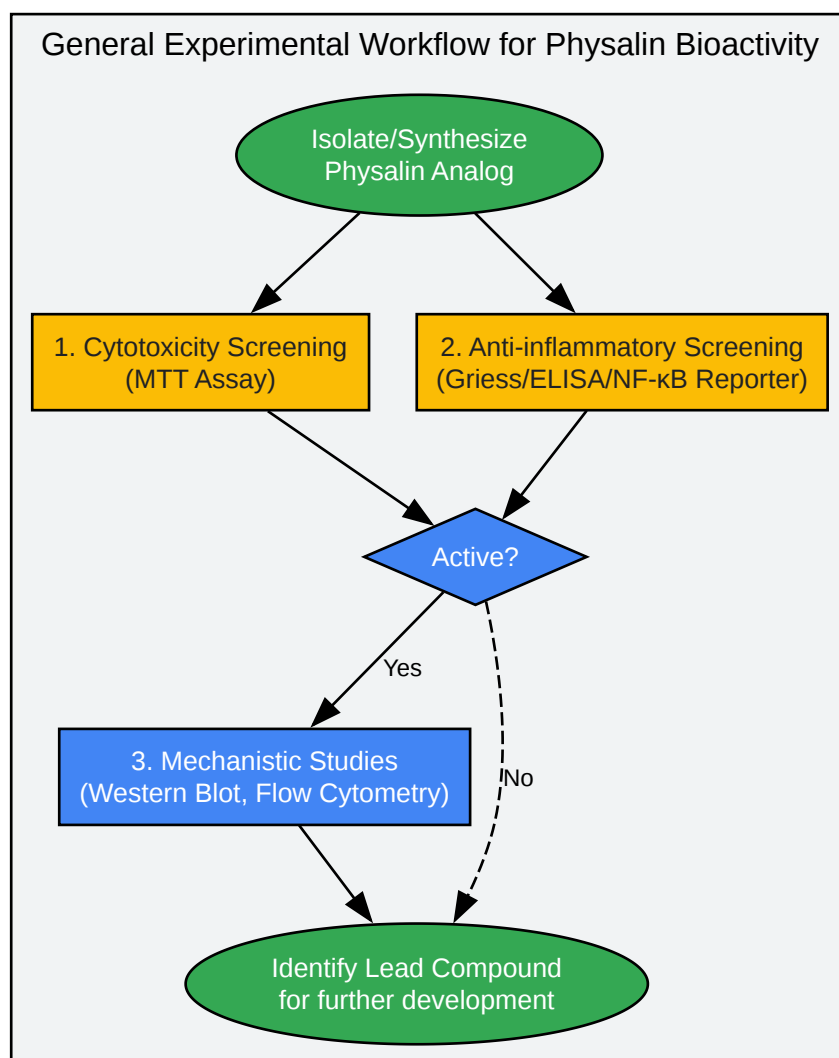 General Experimental Workflow for Physalin Bioactivity
Isolate/Synthesize
Physalin Analog
1. Cytotoxicity Screening
(MTT Assay)
2. Anti-inflammatory Screening
(Griess/ELISA/NF-κB Reporter)
Active?
Yes
3. Mechanistic Studies
(Western Blot, Flow Cytometry)
No
Identify Lead Compound
for further development